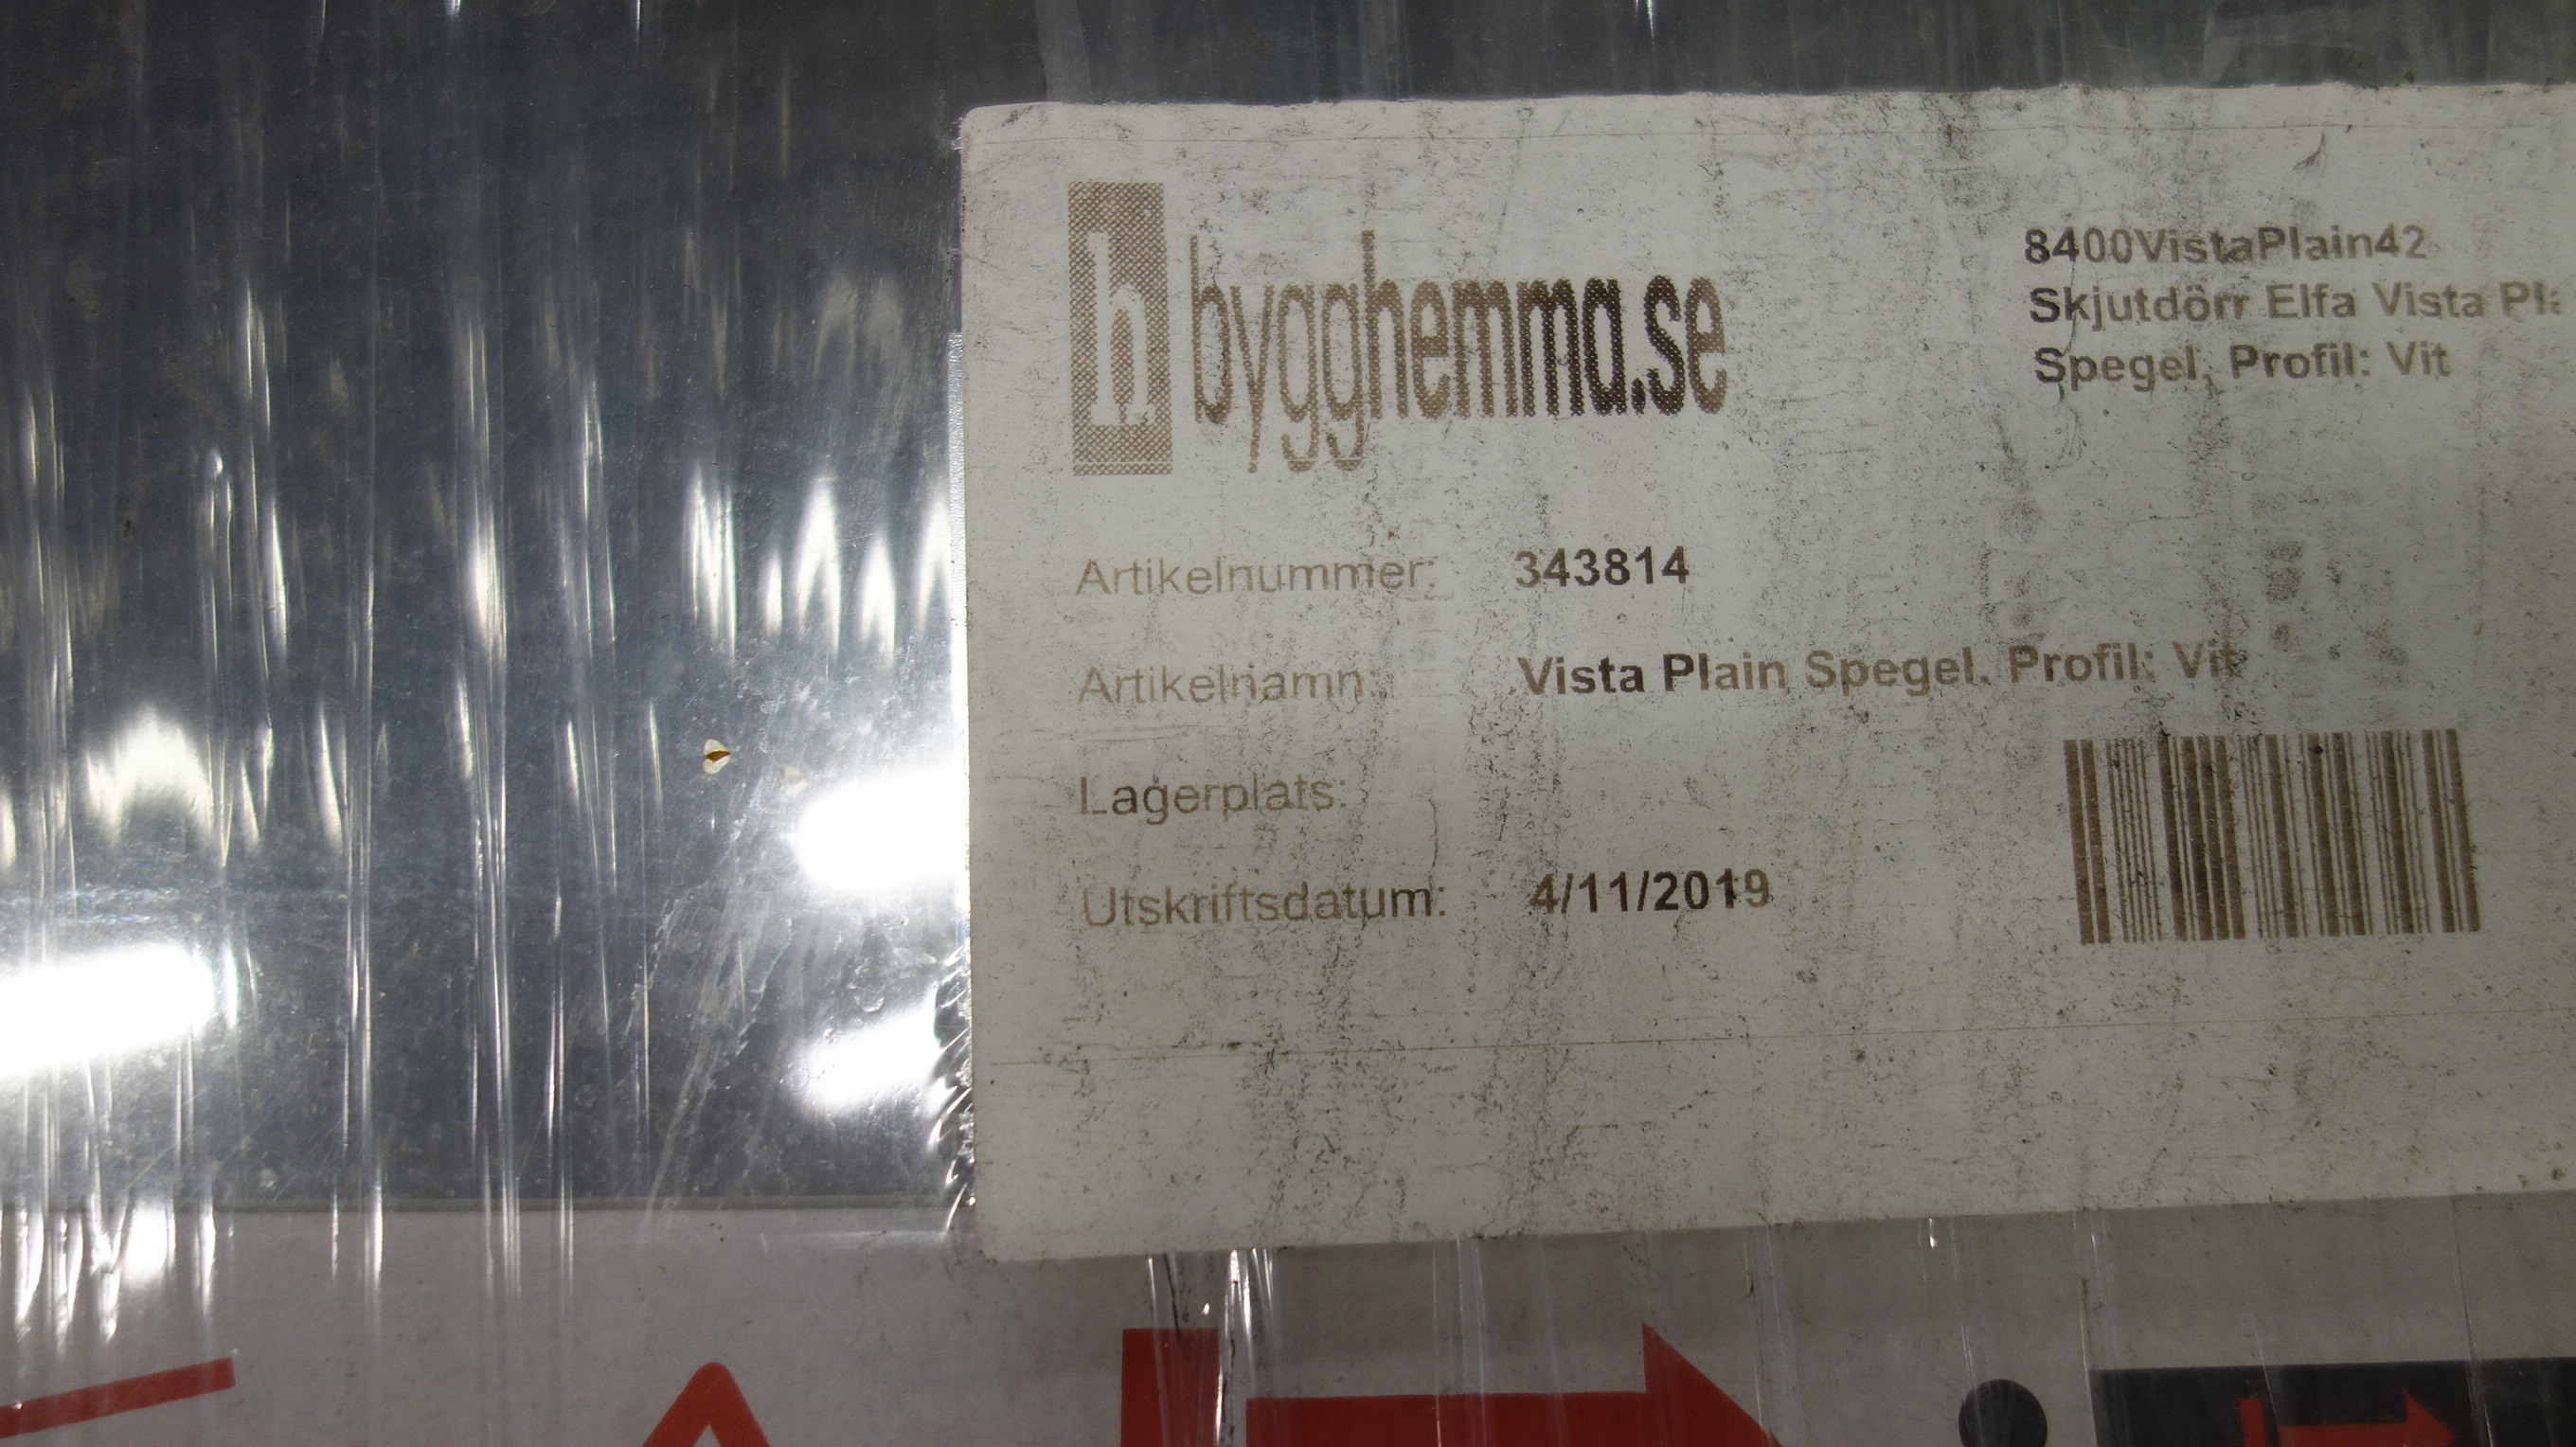 h bygghemma.se
8400VistaPlain42
Skjutdörr Elfa Vista
Spegel, Profil: Vit
Artikelnummer: 343814
Artikelnamn: Vista Plain Spegel. Profil: Vit
Lagerplats:
Utskriftsdatum: 4/11/2019